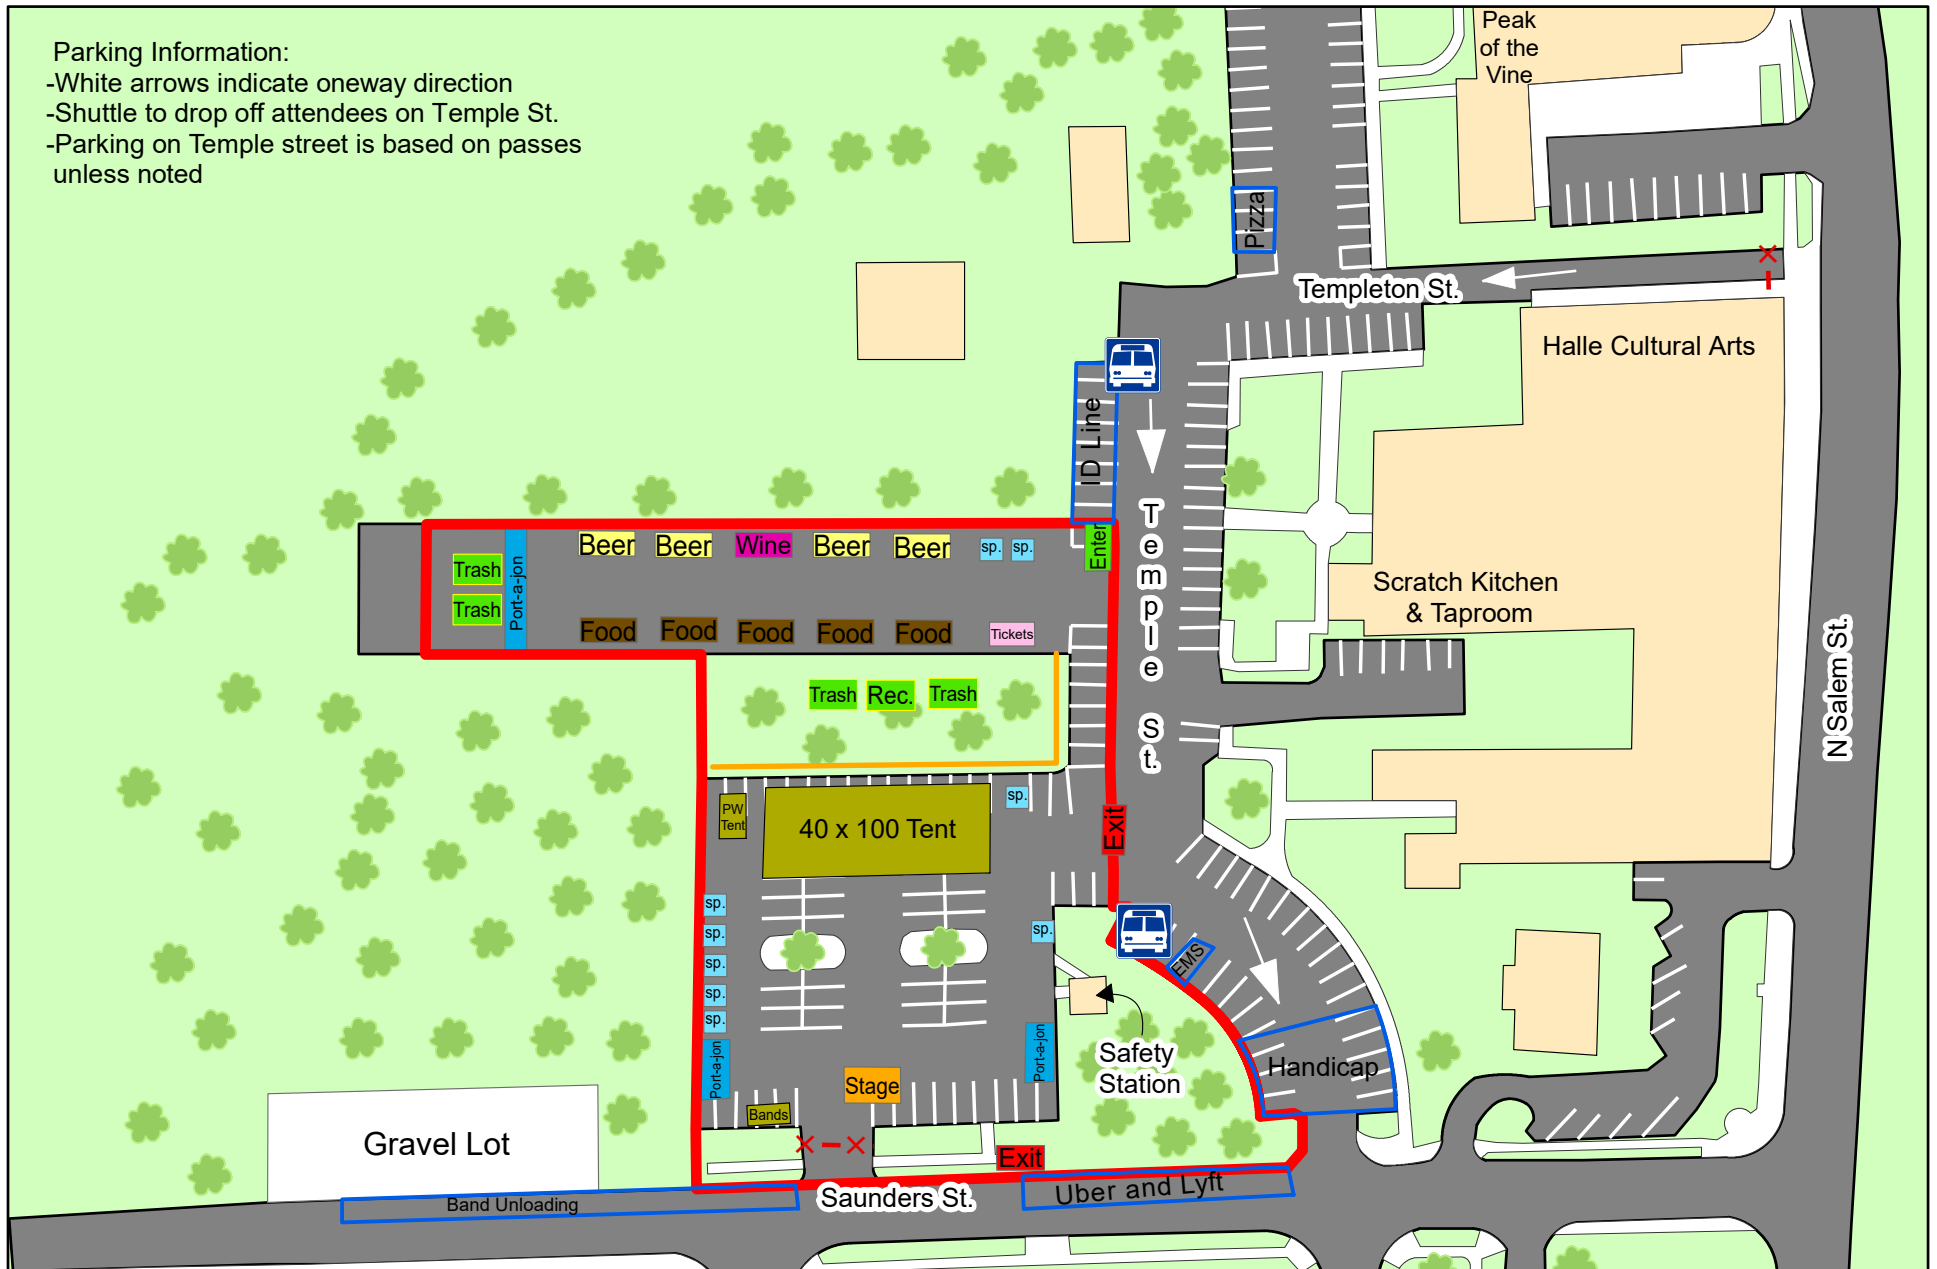 Parking Information:
-White arrows indicate oneway direction
-Shuttle to drop off attendees on Temple St.
-Parking on Temple street is based on passes
unless noted
Peak
of the
Vine
Pizza
Templeton St.
Halle Cultural Arts
ID Line
Enter
Temple St.
Beer
Beer
Wine
Beer
Beer
sp.
sp.
Trash
Trash
Port-a-jon
Food
Food
Food
Food
Food
Tickets
Scratch Kitchen
& Taproom
N Salem St.
Trash
Rec.
Trash
PW
Tent
40 x 100 Tent
sp.
Exit
sp.
sp.
sp.
sp.
sp.
sp.
EMS
Port-a-jon
Port-a-jon
Safety
Station
Handicap
Stage
Bands
Gravel Lot
Exit
Band Unloading
Saunders St.
Uber and Lyft